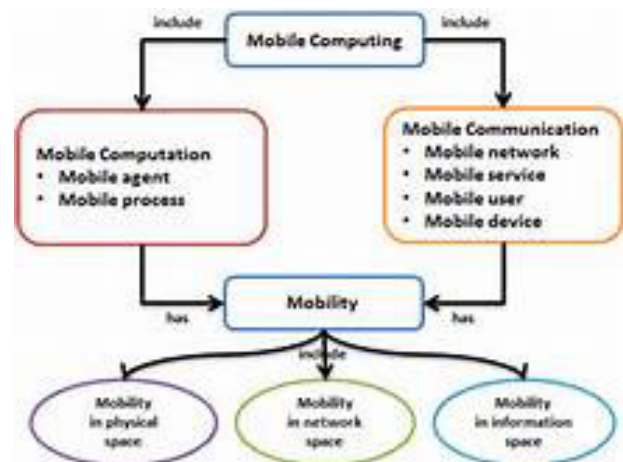 include
Mobile Computing
include
Mobile Computation
• Mobile agent
• Mobile process
Mobile Communication
• Mobile network
• Mobile service
• Mobile user
• Mobile device
has
Mobility
has
include
Mobility
in physical
space
Mobility
in network
space
Mobility
in information
space